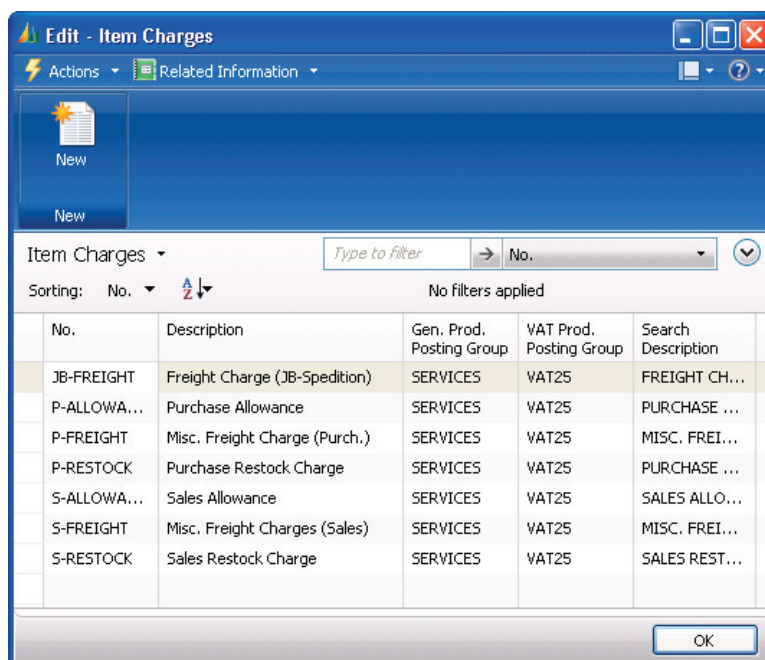 Edit - Item Charges
Actions Related Information
New
New
Item Charges Type to filter No.
Sorting: No. A Z No filters applied
No. Description Gen. Prod. Posting Group VAT Prod. Posting Group Search Description
JB-FREIGHT Freight Charge (JB-Spedition) SERVICES VAT25 FREIGHT CH...
P-ALLOWA... Purchase Allowance SERVICES VAT25 PURCHASE ...
P-FREIGHT Misc. Freight Charge (Purch.) SERVICES VAT25 MISC. FREI...
P-RESTOCK Purchase Restock Charge SERVICES VAT25 PURCHASE ...
S-ALLOWA... Sales Allowance SERVICES VAT25 SALES ALLO...
S-FREIGHT Misc. Freight Charges (Sales) SERVICES VAT25 MISC. FREI...
S-RESTOCK Sales Restock Charge SERVICES VAT25 SALES REST...
OK